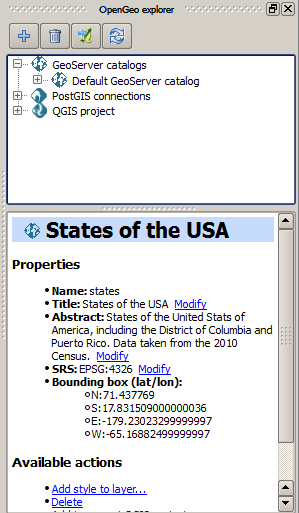 OpenGeo explorer
GeoServer catalogs
Default GeoServer catalog
PostGIS connections
QGIS project
States of the USA
Properties
Name: states
Title: States of the USA Modify
Abstract: States of the United Stats of
America, including the District of Columbia and
Puerto Rico. Data taken from the 2010
Census. Modify
SRS: EPSG:4326 Modify
Bounding box (lat/lon):
N:71.437769
S:17.831509000000036
E:-179.23023299999997
W:-65.16882499999997
Available actions
Add style to layer...
Delete